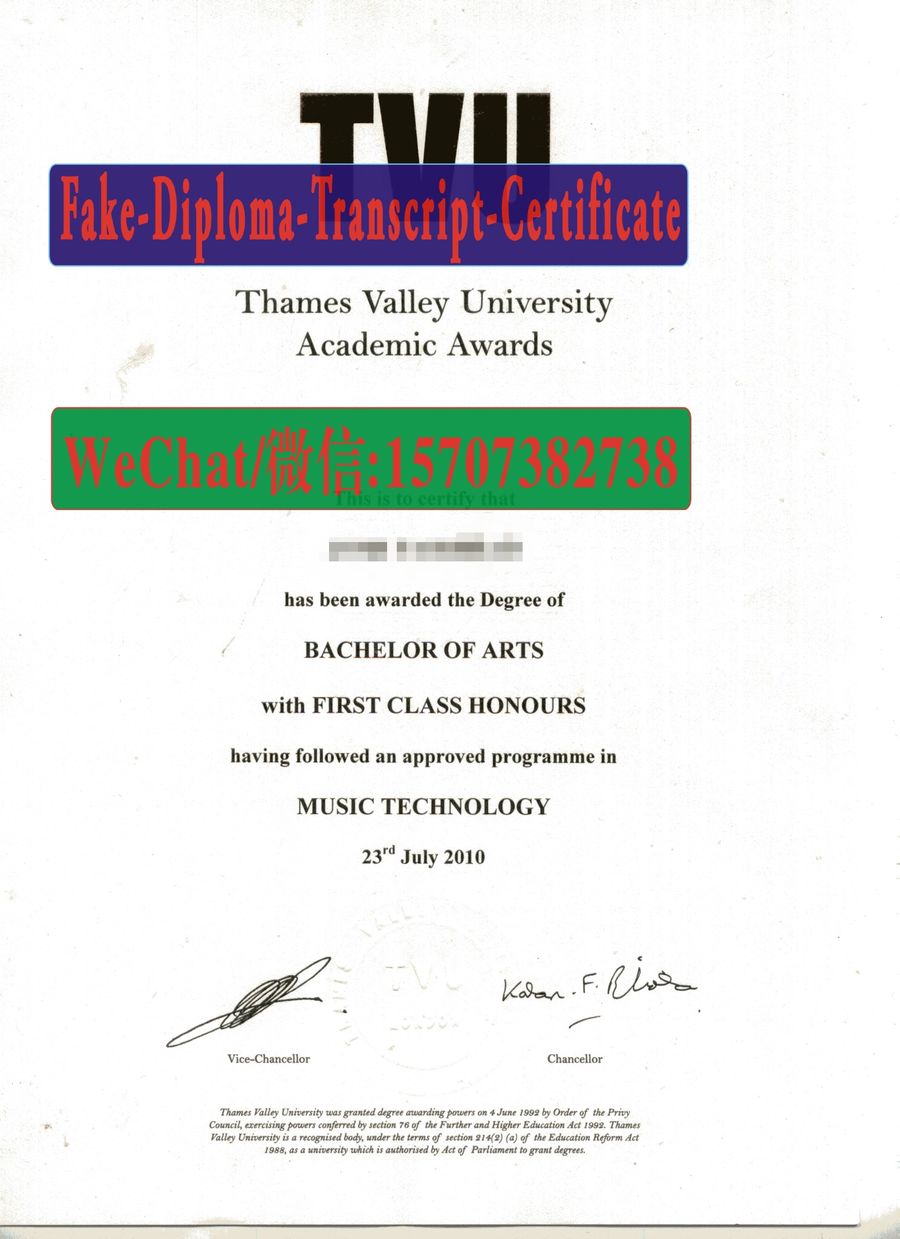 TVU
Fake-Diploma-Transcript-Certificate
Thames Valley University
Academic Awards
WeChat/微信:15707382738
This is to certify that
has been awarded the Degree of
BACHELOR OF ARTS
with FIRST CLASS HONOURS
having followed an approved programme in
MUSIC TECHNOLOGY
23rd July 2010
VALLEY
TVU
LONDON
Vice-Chancellor
Chancellor
Thames Valley University was granted degree awarding powers on 4 June 1992 by Order of the Privy
Council, exercising powers conferred by section 76 of the Further and Higher Education Act 1992. Thames
Valley University is a recognised body, under the terms of section 214(2) (a) of the Education Reform Act
1988, as a university which is authorised by Act of Parliament to grant degrees.